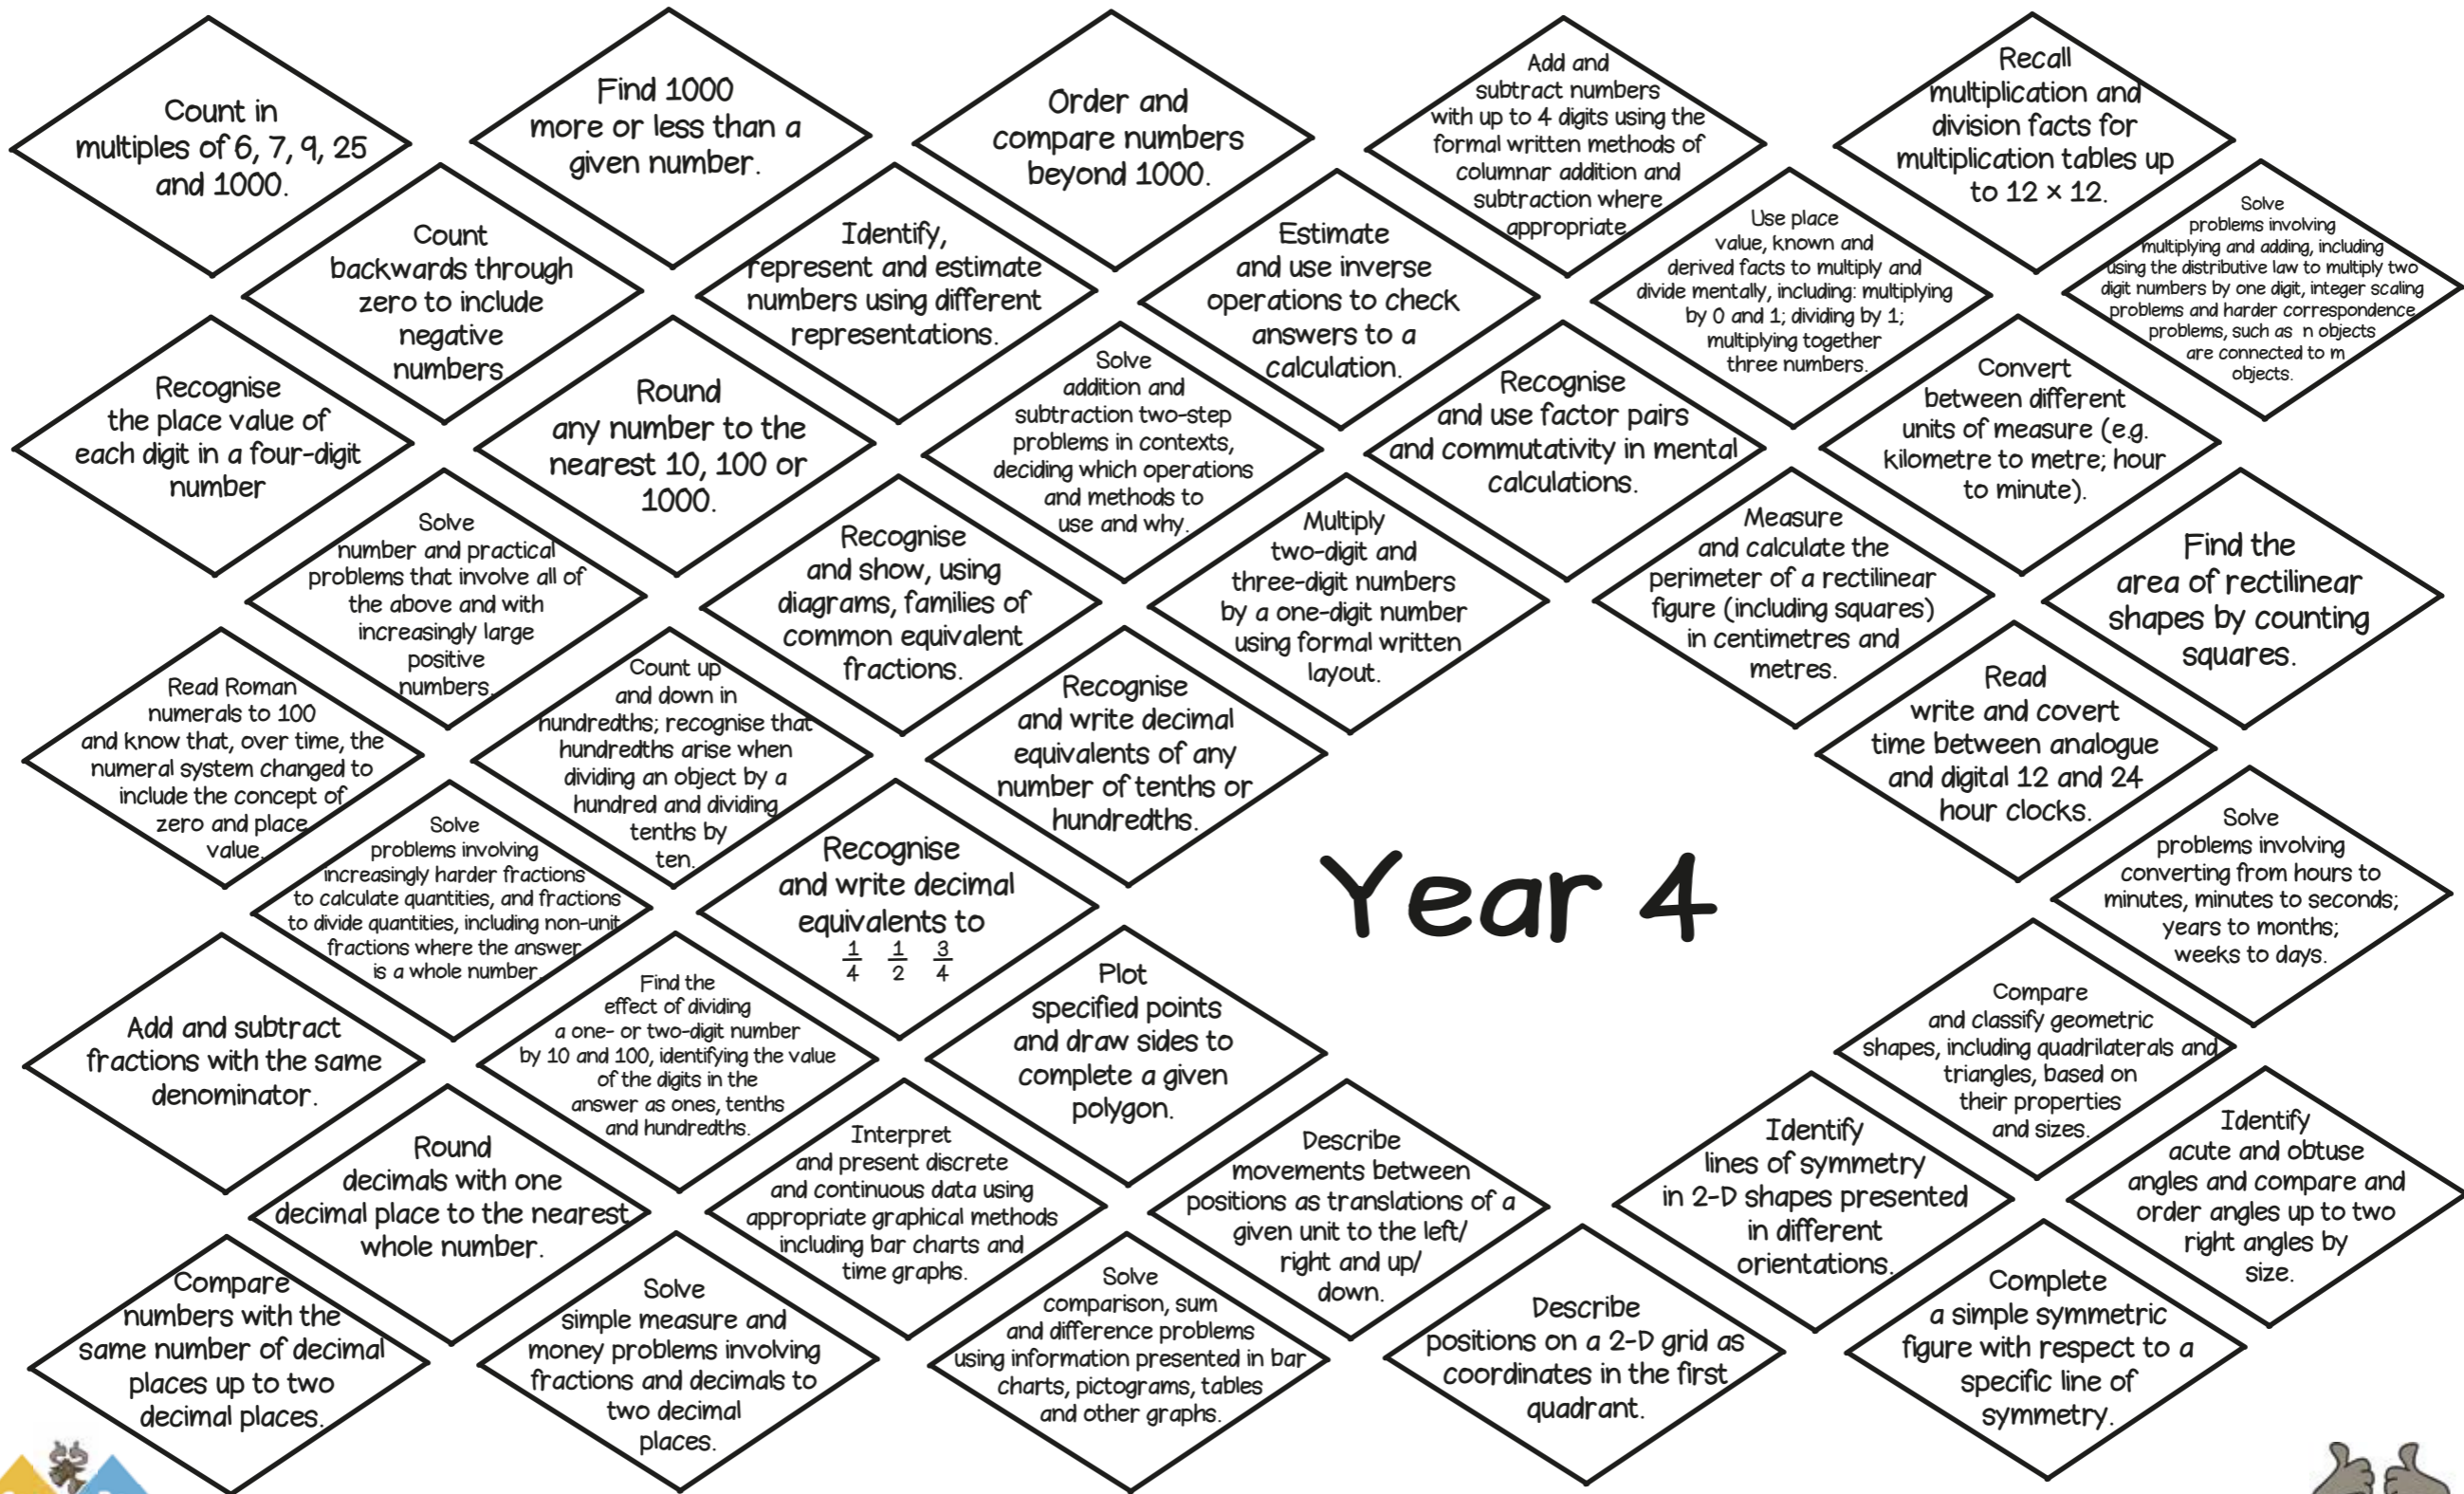 Count in
multiples of 6, 7, 9, 25
and 1000.
Find 1000
more or less than a
given number.
Order and
compare numbers
beyond 1000.
Add and
subtract numbers
with up to 4 digits using the
formal written methods of
columnar addition and
subtraction where
appropriate
Recall
multiplication and
division facts for
multiplication tables up
to 12 × 12.
Count
backwards through
zero to include
negative
numbers
Identify,
represent and estimate
numbers using different
representations.
Estimate
and use inverse
operations to check
answers to a
calculation.
Use place
value, known and
derived facts to multiply and
divide mentally, including: multiplying
by 0 and 1; dividing by 1;
multiplying together
three numbers.
Solve
problems involving
multiplying and adding, including
using the distributive law to multiply two
digit numbers by one digit, integer scaling
problems and harder correspondence
problems, such as n objects
are connected to m
objects.
Recognise
the place value of
each digit in a four-digit
number
Round
any number to the
nearest 10, 100 or
1000.
Solve
addition and
subtraction two-step
problems in contexts,
deciding which operations
and methods to
use and why.
Recognise
and use factor pairs
and commutativity in mental
calculations.
Convert
between different
units of measure (e.g.
kilometre to metre; hour
to minute).
Solve
number and practical
problems that involve all of
the above and with
increasingly large
positive
numbers.
Recognise
and show, using
diagrams, families of
common equivalent
fractions.
Multiply
two-digit and
three-digit numbers
by a one-digit number
using formal written
layout.
Measure
and calculate the
perimeter of a rectilinear
figure (including squares)
in centimetres and
metres.
Find the
area of rectilinear
shapes by counting
squares.
Read Roman
numerals to 100
and know that, over time, the
numeral system changed to
include the concept of
zero and place
value.
Count up
and down in
hundredths; recognise that
hundredths arise when
dividing an object by a
hundred and dividing
tenths by
ten.
Recognise
and write decimal
equivalents of any
number of tenths or
hundredths.
Read
write and covert
time between analogue
and digital 12 and 24
hour clocks.
Solve
problems involving
increasingly harder fractions
to calculate quantities, and fractions
to divide quantities, including non-unit
fractions where the answer
is a whole number.
Recognise
and write decimal
equivalents to
1/4 1/2 3/4
Year 4
Solve
problems involving
converting from hours to
minutes, minutes to seconds;
years to months;
weeks to days.
Add and subtract
fractions with the same
denominator.
Find the
effect of dividing
a one- or two-digit number
by 10 and 100, identifying the value
of the digits in the
answer as ones, tenths
and hundredths.
Plot
specified points
and draw sides to
complete a given
polygon.
Compare
and classify geometric
shapes, including quadrilaterals and
triangles, based on
their properties
and sizes.
Round
decimals with one
decimal place to the nearest
whole number.
Interpret
and present discrete
and continuous data using
appropriate graphical methods
including bar charts and
time graphs.
Describe
movements between
positions as translations of a
given unit to the left/
right and up/
down.
Identify
lines of symmetry
in 2-D shapes presented
in different
orientations.
Identify
acute and obtuse
angles and compare and
order angles up to two
right angles by
size.
Compare
numbers with the
same number of decimal
places up to two
decimal places.
Solve
simple measure and
money problems involving
fractions and decimals to
two decimal
places.
Solve
comparison, sum
and difference problems
using information presented in bar
charts, pictograms, tables
and other graphs.
Describe
positions on a 2-D grid as
coordinates in the first
quadrant.
Complete
a simple symmetric
figure with respect to a
specific line of
symmetry.